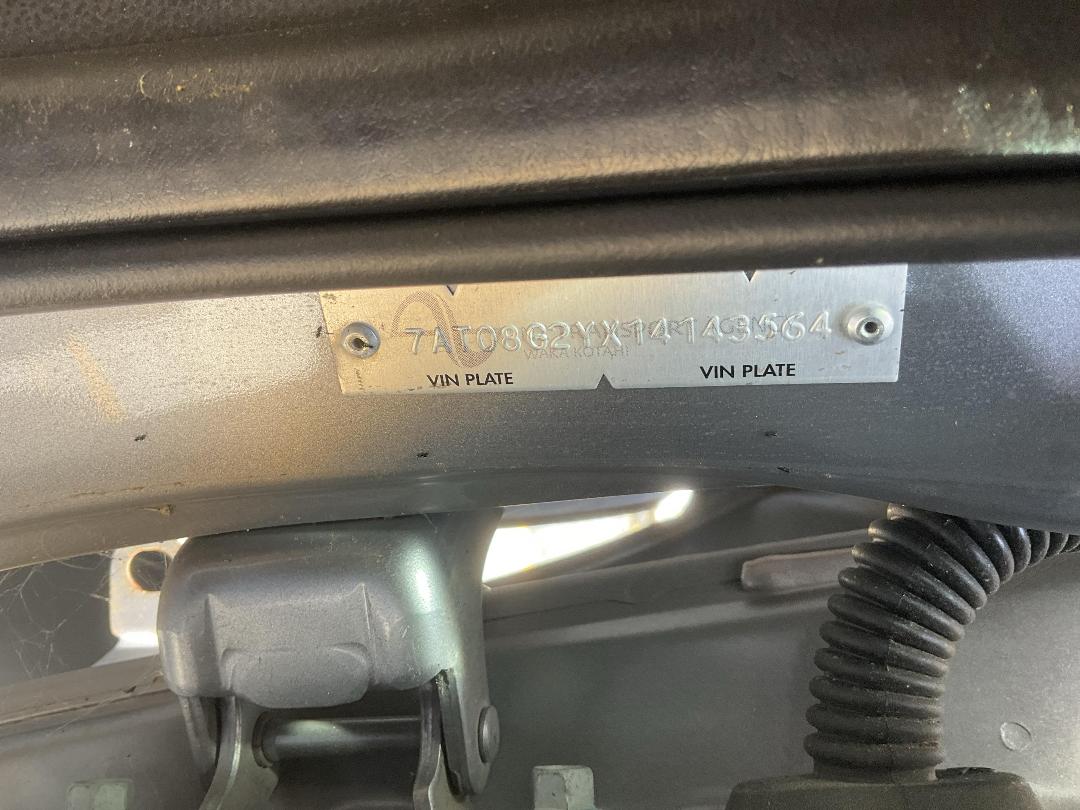 7AT08G2YX14143564
WAKA KOTAHI
VIN PLATE VIN PLATE